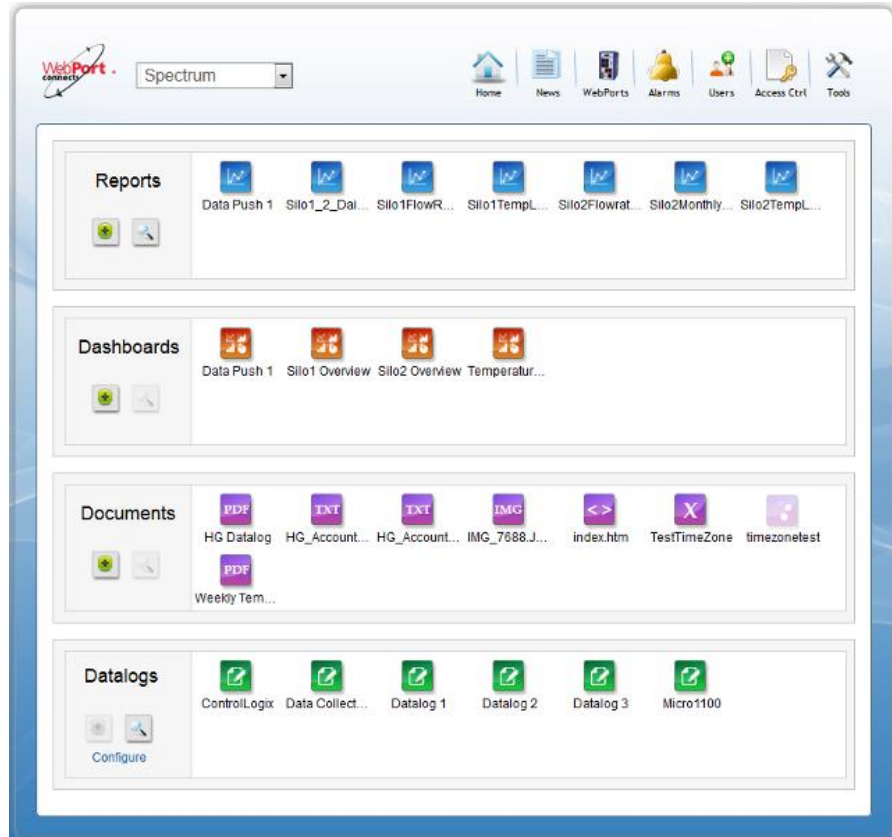 WebPort .
connects
Spectrum
Home News WebPorts Alarms Users Access Ctrl Tools
Reports
Data Push 1 Silo1_2_Dai... Silo1FlowR... Silo1TempL... Silo2Flowrat... Silo2Monthly... Silo2TempL...
Dashboards
Data Push 1 Silo1 Overview Silo2 Overview Temperatur...
Documents
PDF TXT TXT IMG < > X
HG Datalog HG_Account... HG_Account... IMG_7688.J... index.htm TestTimeZone timezonetest
PDF
Weekly Tem...
Datalogs
ControlLogix Data Collect... Datalog 1 Datalog 2 Datalog 3 Micro1100
Configure